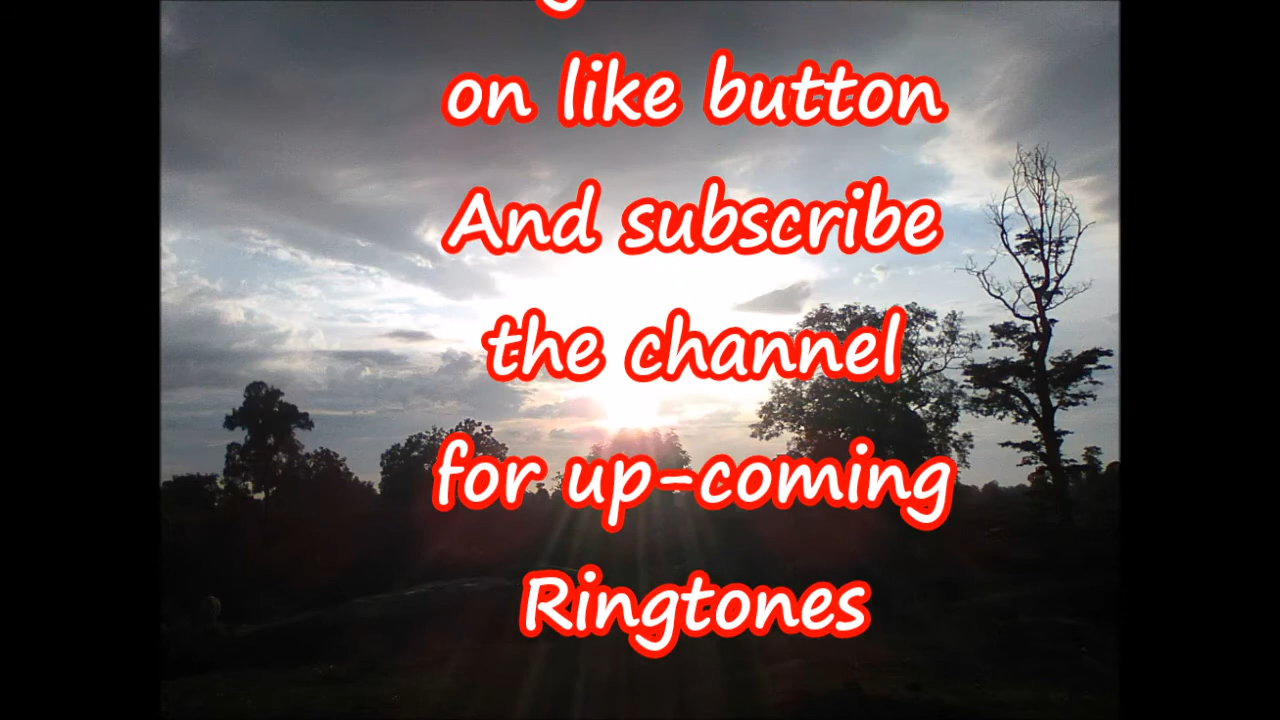 on like button
And subscribe
the channel
for up-coming
Ringtones